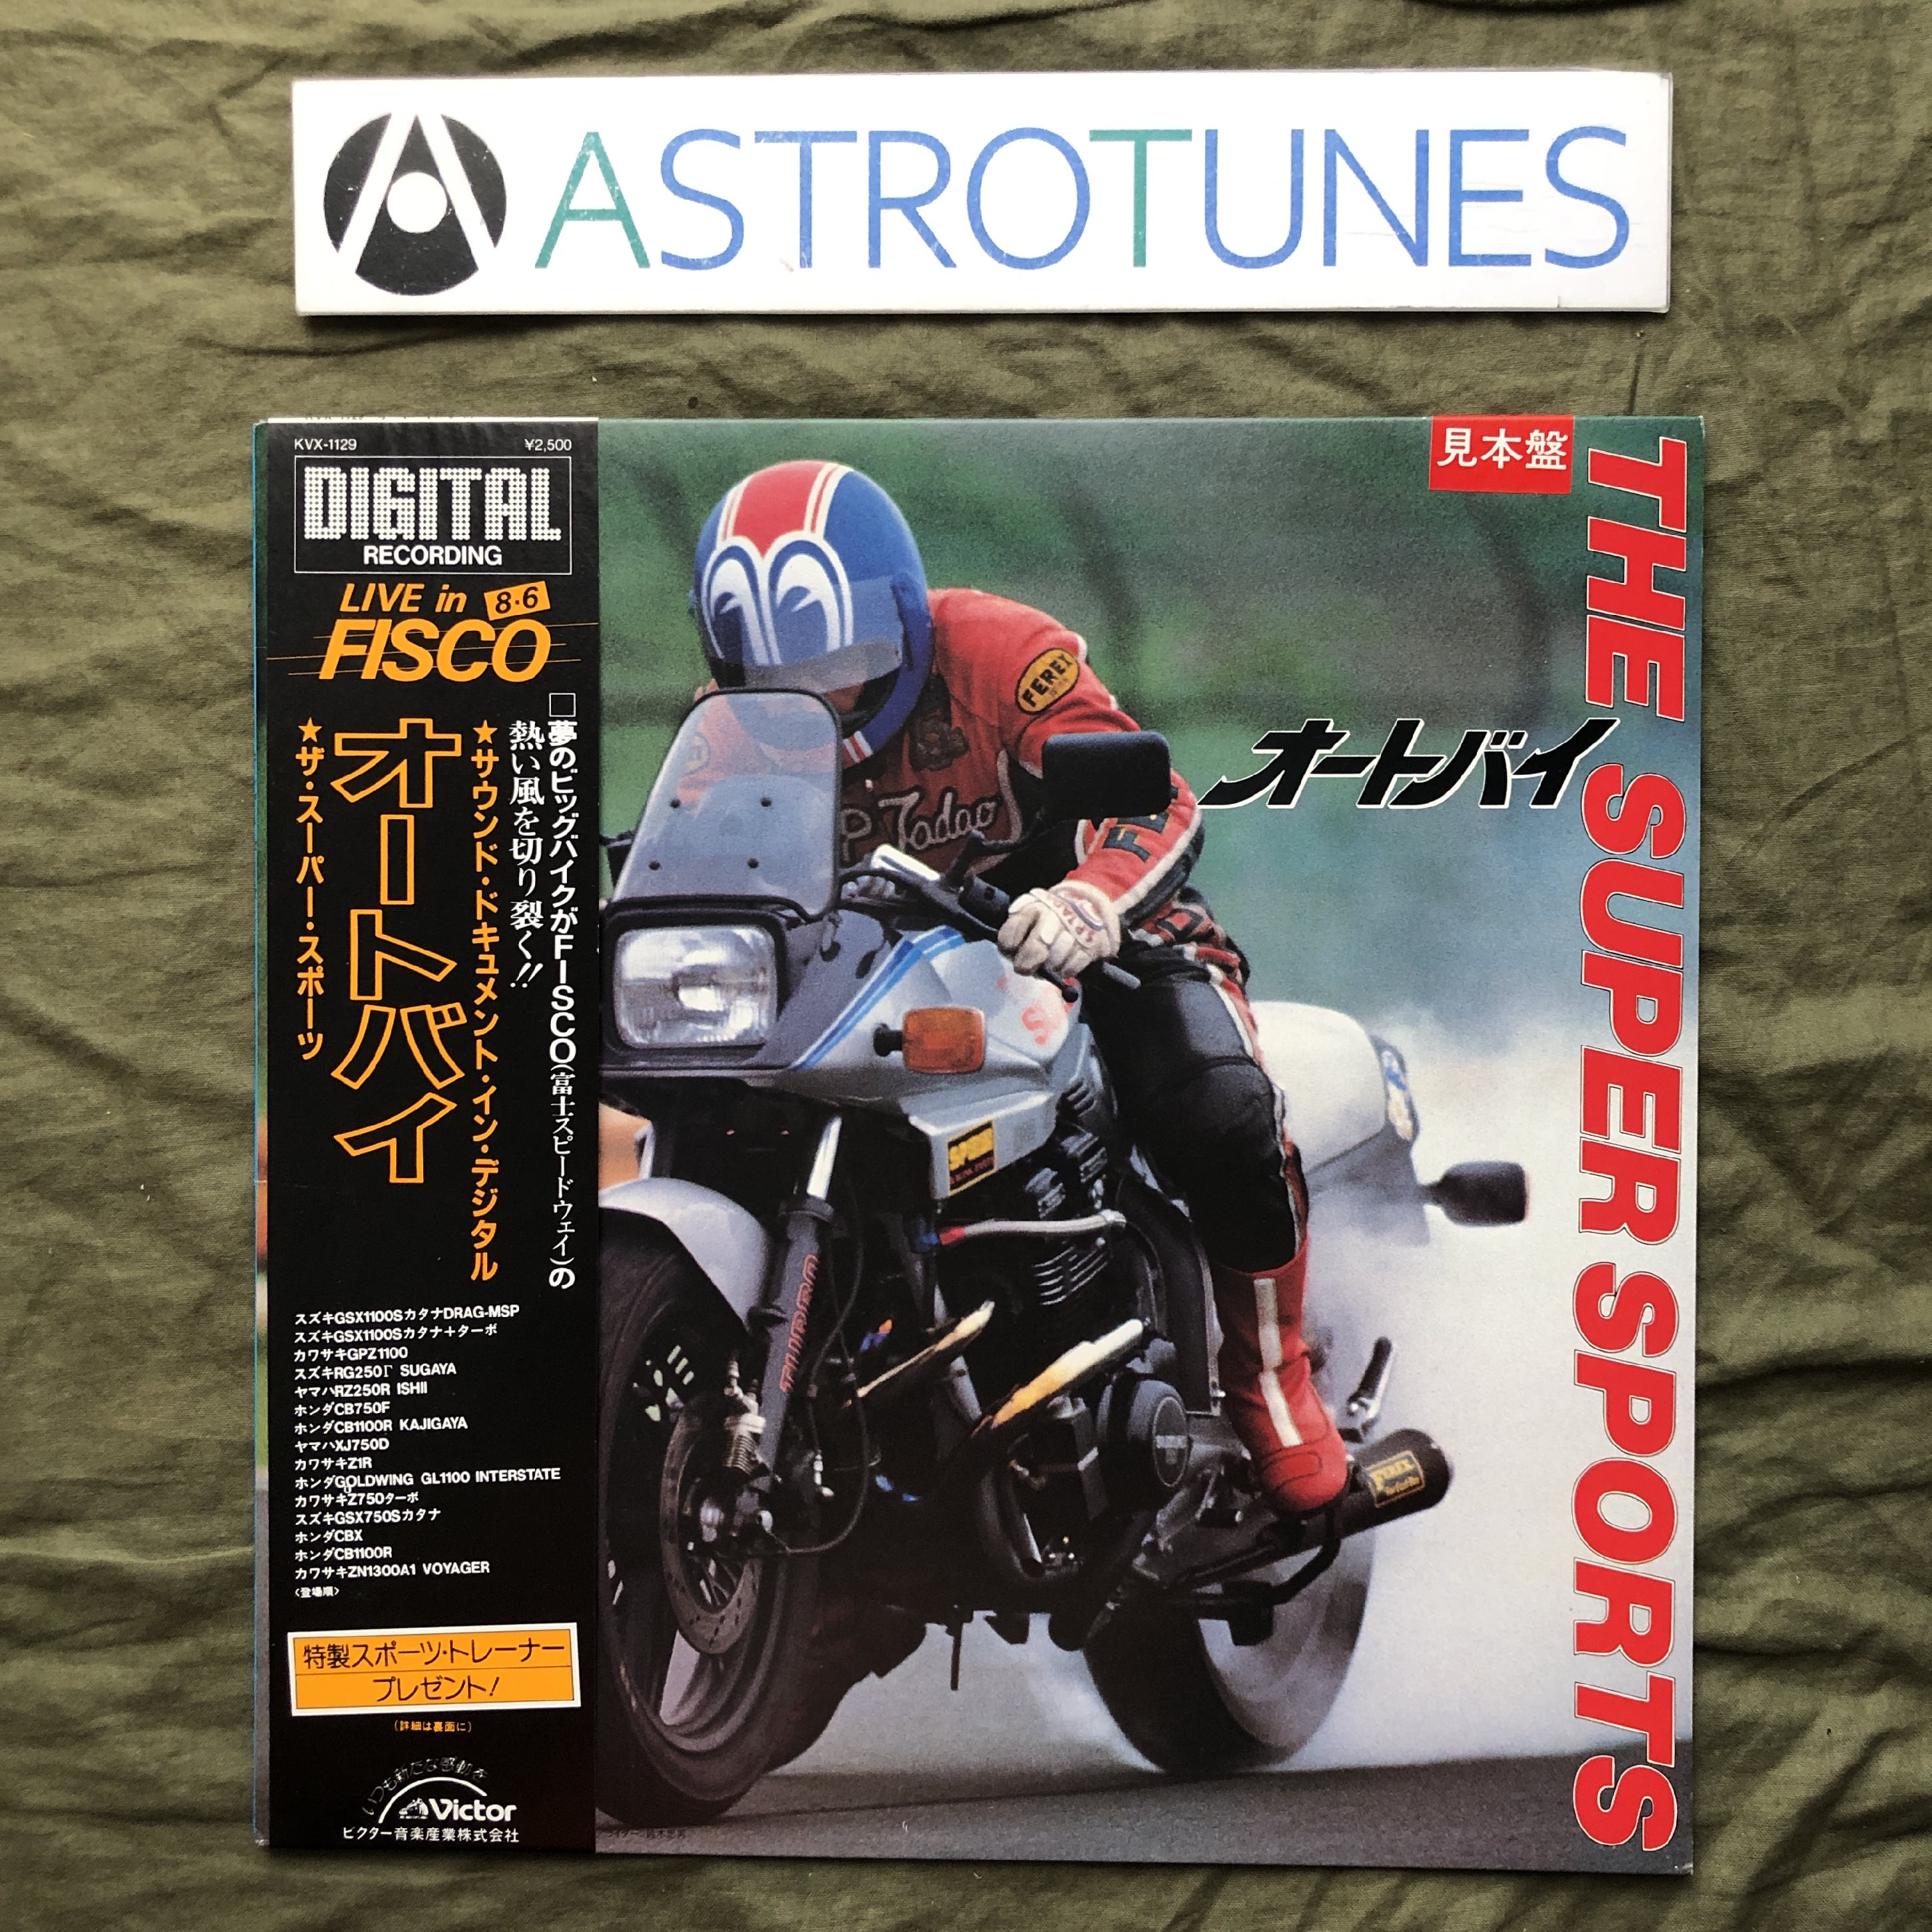 ASTROTUNES
KVX-1129 ¥2,500
DIGITAL
RECORDING
LIVE in 8・6
FISCO
□夢のビッグバイクがFISCO(富士スピードウェイ)の
熱い風を切り裂く!!
★サウンド・ドキュメント・イン・デジタル
オートバイ
★ザ・スーパー・スポーツ
スズキGSX1100SカタナDRAG-MSP
スズキGSX1100Sカタナ+ターボ
カワサキGPZ1100
スズキRG250Γ SUGAYA
ヤマハRZ250R ISHII
ホンダCB750F
ホンダCB1100R KAJIGAYA
ヤマハXJ750D
カワサキZ1R
ホンダGOLDWING GL1100 INTERSTATE
カワサキZ750ターボ
スズキGSX750Sカタナ
ホンダCBX
ホンダCB1100R
カワサキZN1300A1 VOYAGER
<登場順>
特製スポーツ・トレーナー
プレゼント!
(詳細は裏面に)
いつも新たな感動を
Victor
ビクター音楽産業株式会社
見本盤
THE SUPER SPORTS
オートバイ
FEREX
Tadao
TURBO
FEREX